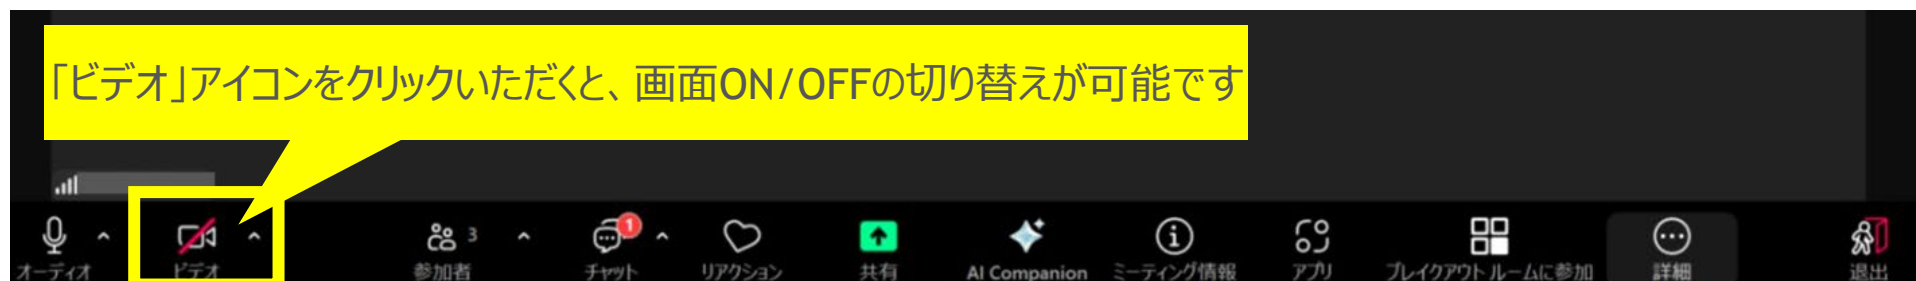 「ビデオ」アイコンをクリックいただくと、画面ON/OFFの切り替えが可能です
3
1
オーディオ
ビデオ
参加者
チャット
リアクション
共有
AI Companion
ミーティング情報
アプリ
ブレイクアウト ルームに参加
詳細
退出